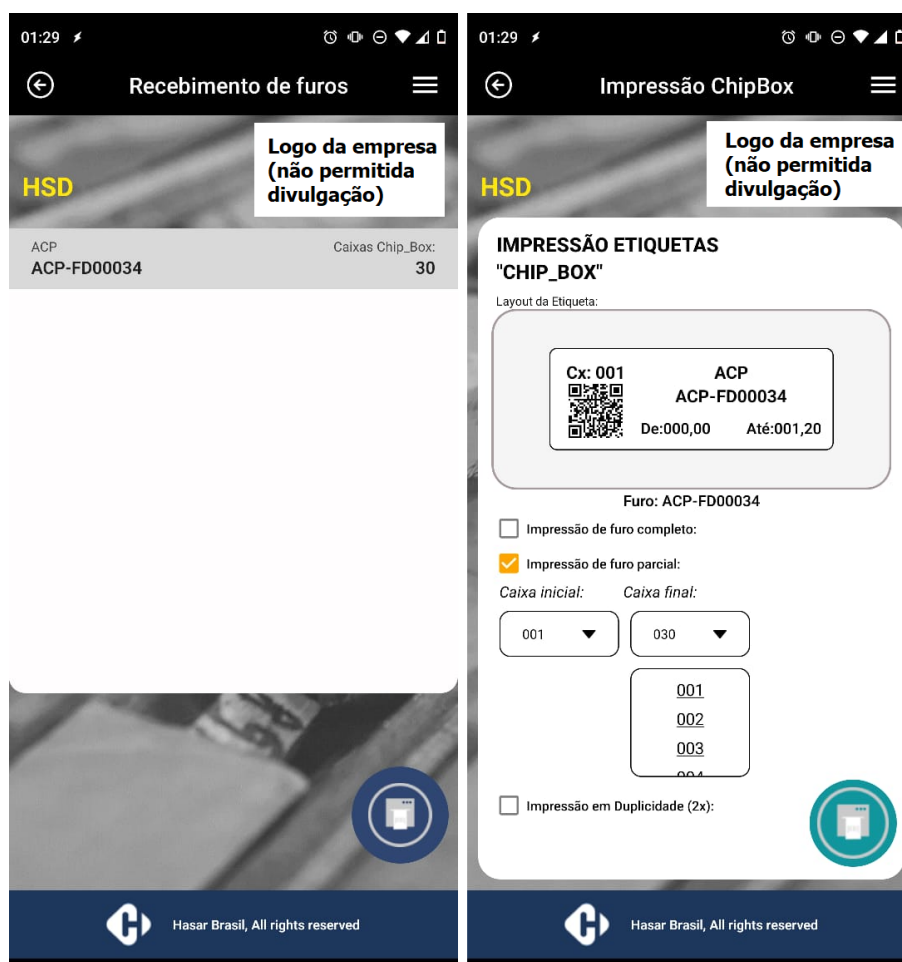 01:29
Recebimento de furos
HSD
Logo da empresa
(não permitida
divulgação)
ACP
Caixas Chip_Box:
ACP-FD00034
30
Hasar Brasil, All rights reserved
01:29
Impressão ChipBox
HSD
Logo da empresa
(não permitida
divulgação)
IMPRESSÃO ETIQUETAS
"CHIP_BOX"
Layout da Etiqueta:
Cx: 001
ACP
ACP-FD00034
De:000,00
Até:001,20
Furo: ACP-FD00034
Impressão de furo completo:
Impressão de furo parcial:
Caixa inicial:
Caixa final:
001
030
001
002
003
004
Impressão em Duplicidade (2x):
Hasar Brasil, All rights reserved